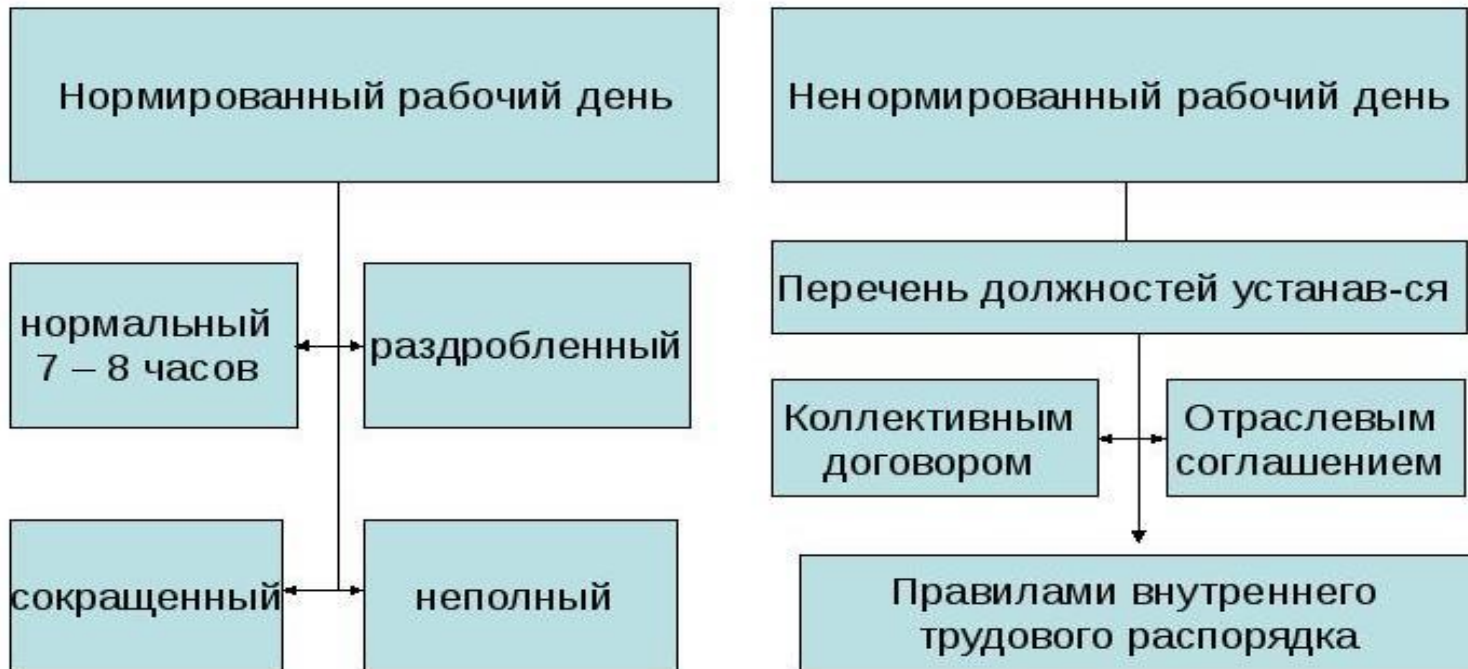 Нормированный рабочий день
Ненормированный рабочий день
Перечень должностей устанав-ся
нормальный
7 – 8 часов
раздробленный
Коллективным
договором
Отраслевым
соглашением
сокращенный
неполный
Правилами внутреннего
трудового распорядка